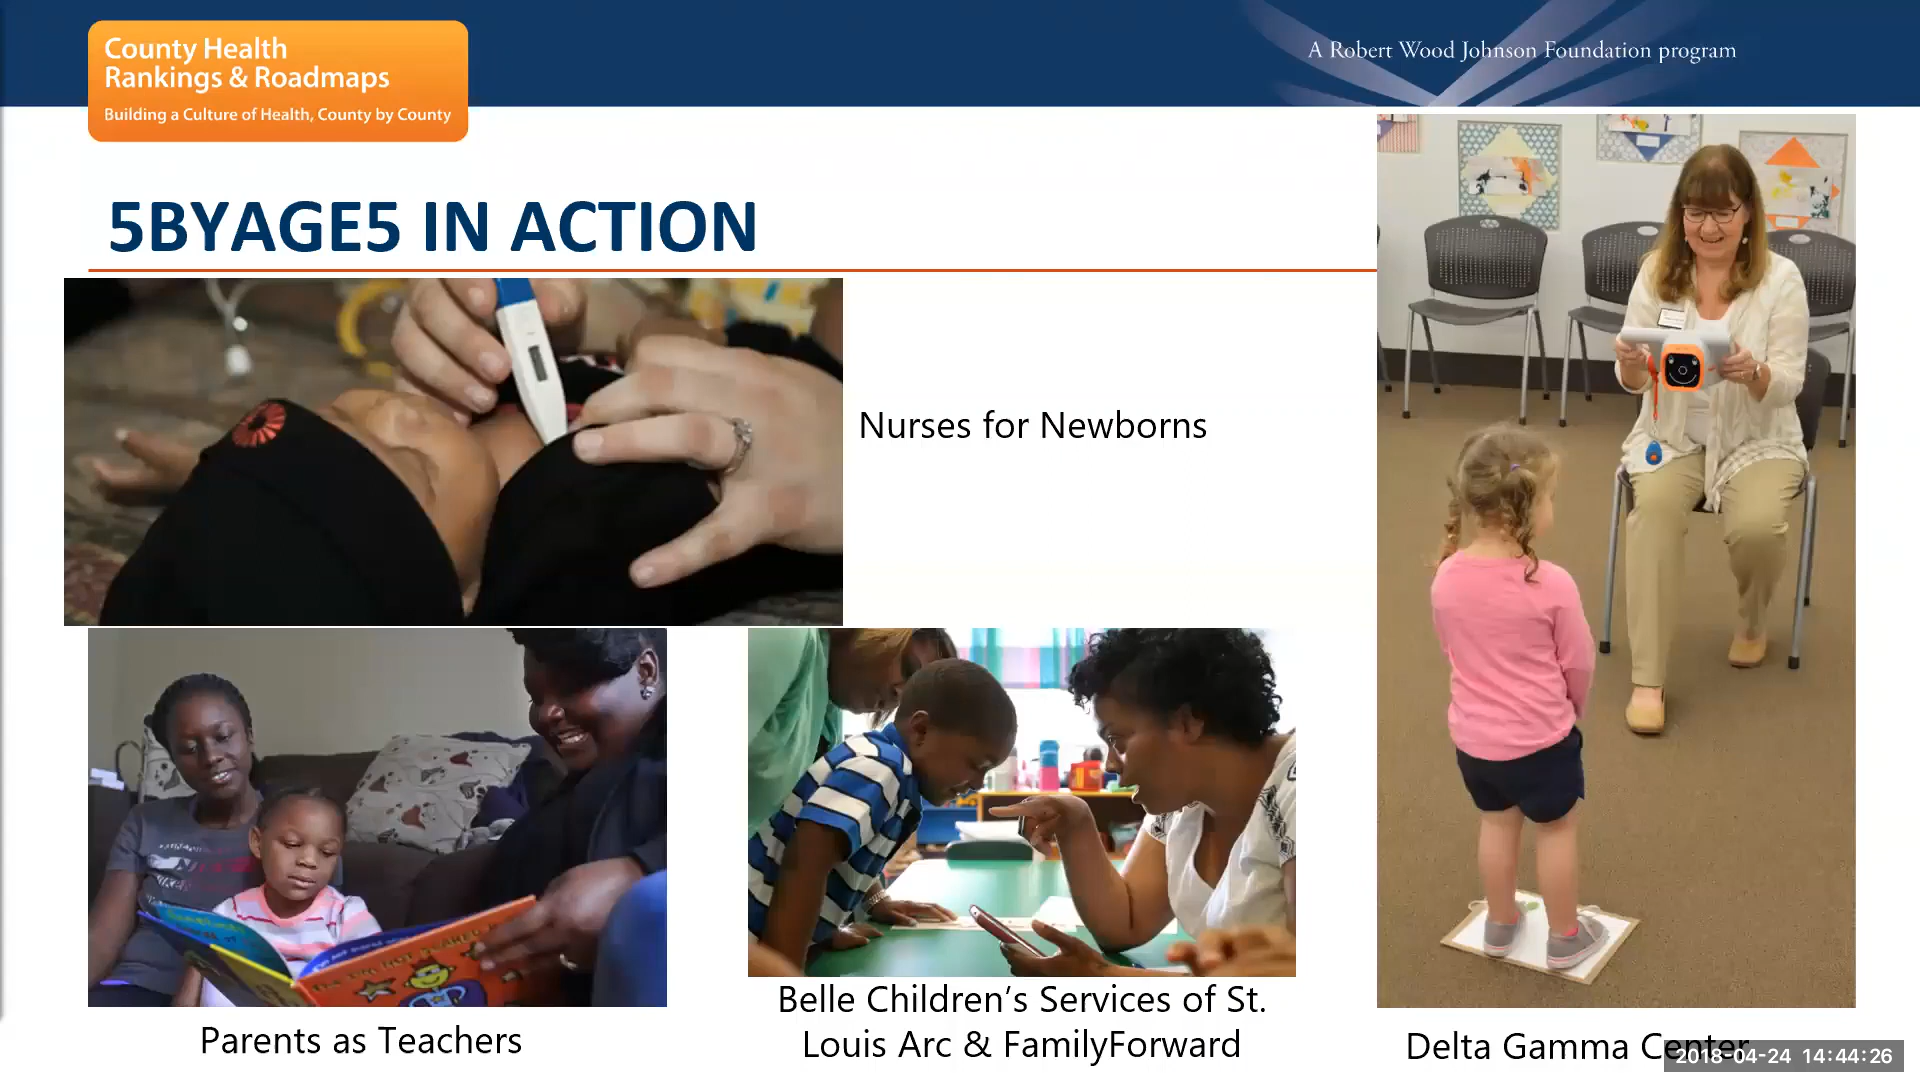 County Health
Rankings & Roadmaps
Building a Culture of Health, County by County
A Robert Wood Johnson Foundation program
5BYAGE5 IN ACTION
Nurses for Newborns
Parents as Teachers
Belle Children's Services of St.
Louis Arc & FamilyForward
Delta Gamma Center
2018-04-24 14:44:26